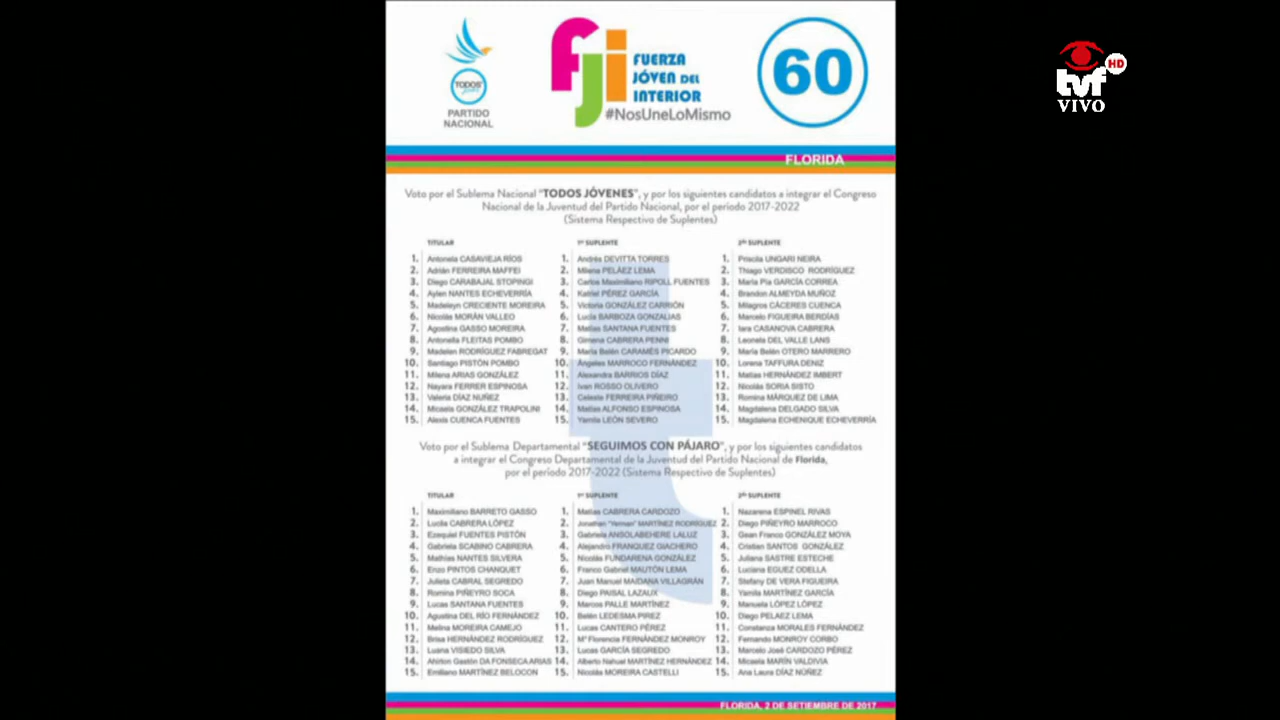 TODOS
PARTIDO
NACIONAL
fji
FUERZA
JÓVEN DEL
INTERIOR
#NosUneLoMismo
60
tvf HD
VIVO
FLORIDA
Voto por el Sublema Nacional "TODOS JÓVENES", y por los siguientes candidatos a integrar el Congreso
Nacional de la Juventud del Partido Nacional, por el período 2017-2022
(Sistema Respectivo de Suplentes)
TITULAR
1. Antonela CASAVIEJA RÍOS
2. Adrián FERREIRA MAFFEI
3. Diego CARABAJAL STOPINGI
4. Aylen NANTES ECHEVERRÍA
5. Madeleyn CRECIENTE MOREIRA
6. Nicolás MORÁN VALLEO
7. Agostina GASSO MOREIRA
8. Antonella FLEITAS POMBO
9. Madelen RODRÍGUEZ FABREGAT
10. Santiago PISTÓN POMBO
11. Milena ARIAS GONZÁLEZ
12. Nayara FERRER ESPINOSA
13. Valeria DÍAZ NUÑEZ
14. Micaela GONZÁLEZ TRAPOLINI
15. Alexis CUENCA FUENTES
1er SUPLENTE
1. Andrés DEVITTA TORRES
2. Milena PELÁEZ LEMA
3. Carlos Maximiliano RIPOLL FUENTES
4. Katriel PÉREZ GARCÍA
5. Victoria GONZÁLEZ CARRIÓN
6. Lucía BARBOZA GONZALIAS
7. Matías SANTANA FUENTES
8. Gimena CABRERA PENNI
9. María Belén CARAMÉS PICARDO
10. Ángeles MARROCO FERNÁNDEZ
11. Alexandra BARRIOS DÍAZ
12. Ivan ROSSO OLIVERO
13. Celeste FERREIRA PIÑEIRO
14. Matías ALFONSO ESPINOSA
15. Yamila LEÓN SEVERO
2do SUPLENTE
1. Priscila UNGARI NEIRA
2. Thiago VERDISCO RODRÍGUEZ
3. María Pía GARCÍA CORREA
4. Brandon ALMEYDA MUÑOZ
5. Milagros CÁCERES CUENCA
6. Marcelo FIGUEIRA BERDÍAS
7. Iara CASANOVA CABRERA
8. Leonela DEL VALLE LANS
9. María Belén OTERO MARRERO
10. Lorena TAFFURA DENIZ
11. Matías HERNÁNDEZ IMBERT
12. Nicolás SORIA SISTO
13. Romina MÁRQUEZ DE LIMA
14. Magdalena DELGADO SILVA
15. Magdalena ECHENIQUE ECHEVERRÍA
Voto por el Sublema Departamental "SEGUIMOS CON PÁJARO", y por los siguientes candidatos
a integrar el Congreso Departamental de la Juventud del Partido Nacional de Florida,
por el período 2017-2022 (Sistema Respectivo de Suplentes)
TITULAR
1. Maximiliano BARRETO GASSO
2. Lucila CABRERA LÓPEZ
3. Ezequiel FUENTES PISTÓN
4. Gabriela SCABINO CABRERA
5. Mathías NANTES SILVERA
6. Enzo PINTOS CHANQUET
7. Julieta CABRAL SEGREDO
8. Romina PIÑEYRO SOCA
9. Lucas SANTANA FUENTES
10. Agustina DEL RÍO FERNÁNDEZ
11. Melina MOREIRA CAMEJO
12. Brisa HERNÁNDEZ RODRÍGUEZ
13. Luana VISIEDO SILVA
14. Ahirton Gastón DA FONSECA ARIAS
15. Emiliano MARTÍNEZ BELOCON
1er SUPLENTE
1. Matías CABRERA CARDOZO
2. Jonathan "Yeiman" MARTÍNEZ RODRÍGUEZ
3. Gabriela ANSOLABEHERE LALUZ
4. Alejandro FRANQUEZ GIACHERO
5. Nicolás FUNDARENA GONZÁLEZ
6. Franco Gabriel MAUTÓN LEMA
7. Juan Manuel MAIDANA VILLAGRÁN
8. Diego PAISAL LAZAUX
9. Marcos PALLE MARTÍNEZ
10. Belén LEDESMA PIREZ
11. Lucas CANTERO PÉREZ
12. Mª Florencia FERNÁNDEZ MONROY
13. Lucas GARCÍA SEGREDO
14. Alberto Nahuel MARTÍNEZ HERNÁNDEZ
15. Nicolás MOREIRA CASTELLI
2do SUPLENTE
1. Nazarena ESPINEL RIVAS
2. Diego PIÑEYRO MARROCO
3. Gean Franco GONZÁLEZ MOYA
4. Cristian SANTOS GONZÁLEZ
5. Juliana SASTRE ESTECHE
6. Luciana EGUEZ ODELLA
7. Stefany DE VERA FIGUEIRA
8. Yamila MARTÍNEZ GARCÍA
9. Manuela LÓPEZ LÓPEZ
10. Diego PELAEZ LEMA
11. Constanza MORALES FERNÁNDEZ
12. Fernando MONROY CORBO
13. Marcelo José CARDOZO PÉREZ
14. Micaela MARÍN VALDIVIA
15. Ana Laura DÍAZ NÚÑEZ
FLORIDA, 2 DE SETIEMBRE DE 2017